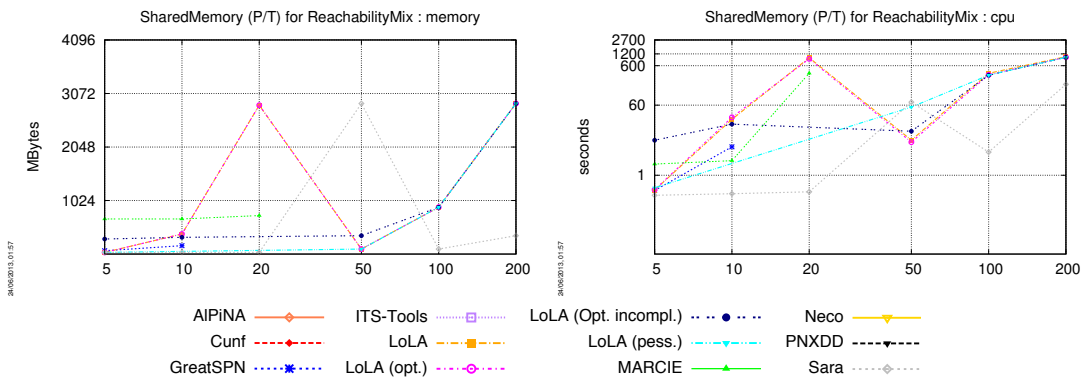 SharedMemory (P/T) for ReachabilityMix : memory
4096
3072
2048
1024
MBytes
5 10 20 50 100 200
24/06/2013, 01:57
SharedMemory (P/T) for ReachabilityMix : cpu
2700
1200
600
60
1
seconds
5 10 20 50 100 200
24/06/2013, 01:57
AlPiNA ITS-Tools LoLA (Opt. incompl.) Neco
Cunf LoLA LoLA (pess.) PNXDD
GreatSPN LoLA (opt.) MARCIE Sara